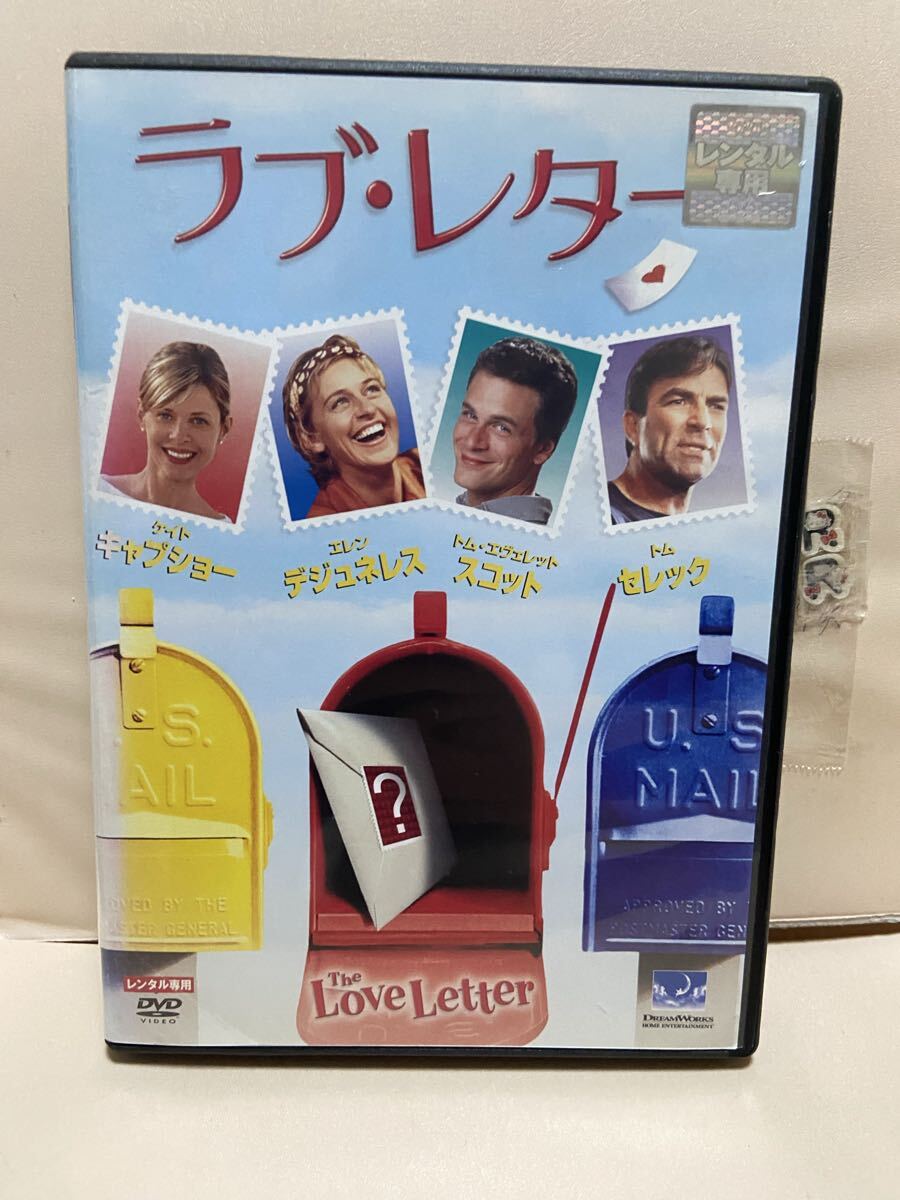 ラブ・レター
レンタル
専用
ケイト
キャプショー
エレン
デジェネレス
トム・エヴェレット
スコット
トム
セレック
. S.
AIL
OVED BY THE
ASTER GENERAL
?
U. S
MAIL
APPROVED BY T
POSTMASTER GEN
The
Love Letter
レンタル専用
DVD
VIDEO
DREAMWORKS
HOME ENTERTAINMENT